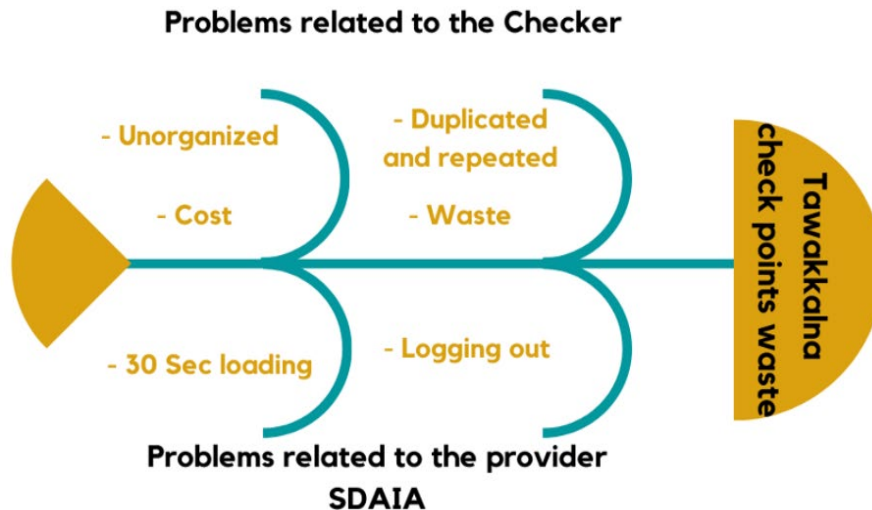 Problems related to the Checker
- Unorganized
- Cost
- Duplicated
and repeated
- Waste
Tawakkalna
check points waste
- 30 Sec loading
- Logging out
Problems related to the provider
SDAIA